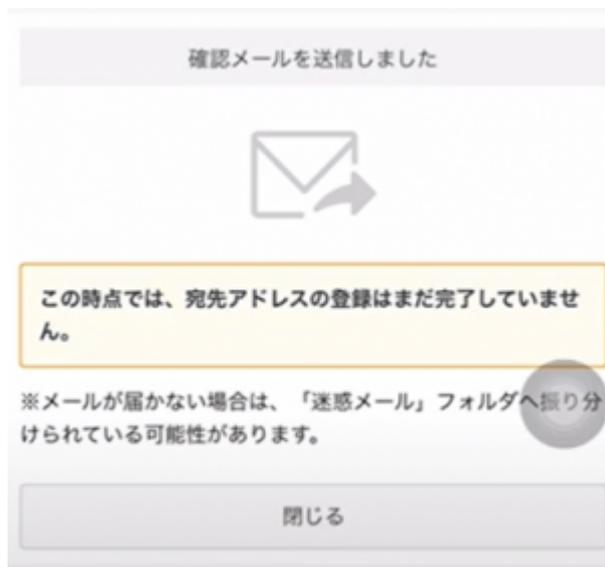 確認メールを送信しました
この時点では、宛先アドレスの登録はまだ完了していませ
ん。
※メールが届かない場合は、「迷惑メール」フォルダへ振り分
けられている可能性があります。
閉じる